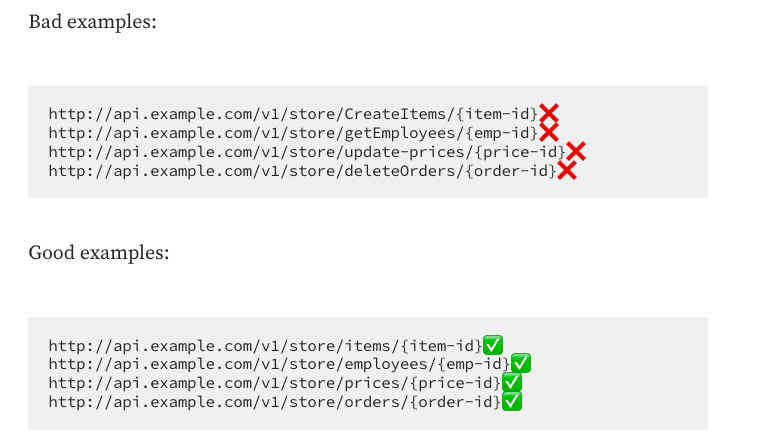 Bad examples:
http://api.example.com/v1/store/CreateItems/{item-id}❌
http://api.example.com/v1/store/getEmployees/{emp-id}❌
http://api.example.com/v1/store/update-prices/{price-id}❌
http://api.example.com/v1/store/deleteOrders/{order-id}❌
Good examples:
http://api.example.com/v1/store/items/{item-id}✅
http://api.example.com/v1/store/employees/{emp-id}✅
http://api.example.com/v1/store/prices/{price-id}✅
http://api.example.com/v1/store/orders/{order-id}✅